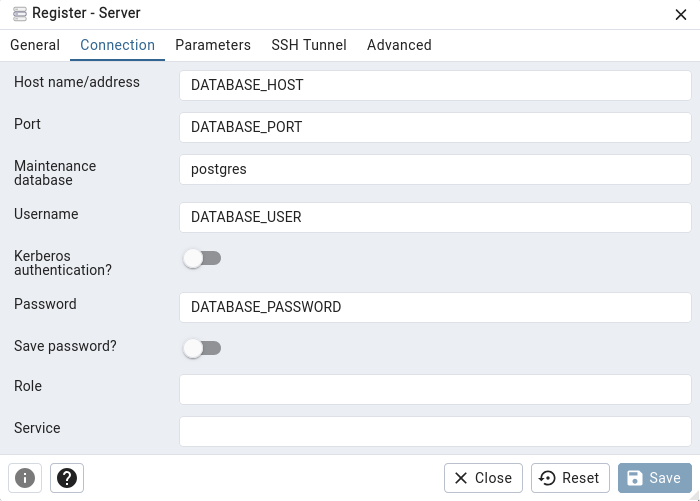 Register - Server
General Connection Parameters SSH Tunnel Advanced
Host name/address DATABASE_HOST
Port DATABASE_PORT
Maintenance
database
postgres
Username DATABASE_USER
Kerberos
authentication?
Password DATABASE_PASSWORD
Save password?
Role
Service
Close Reset Save